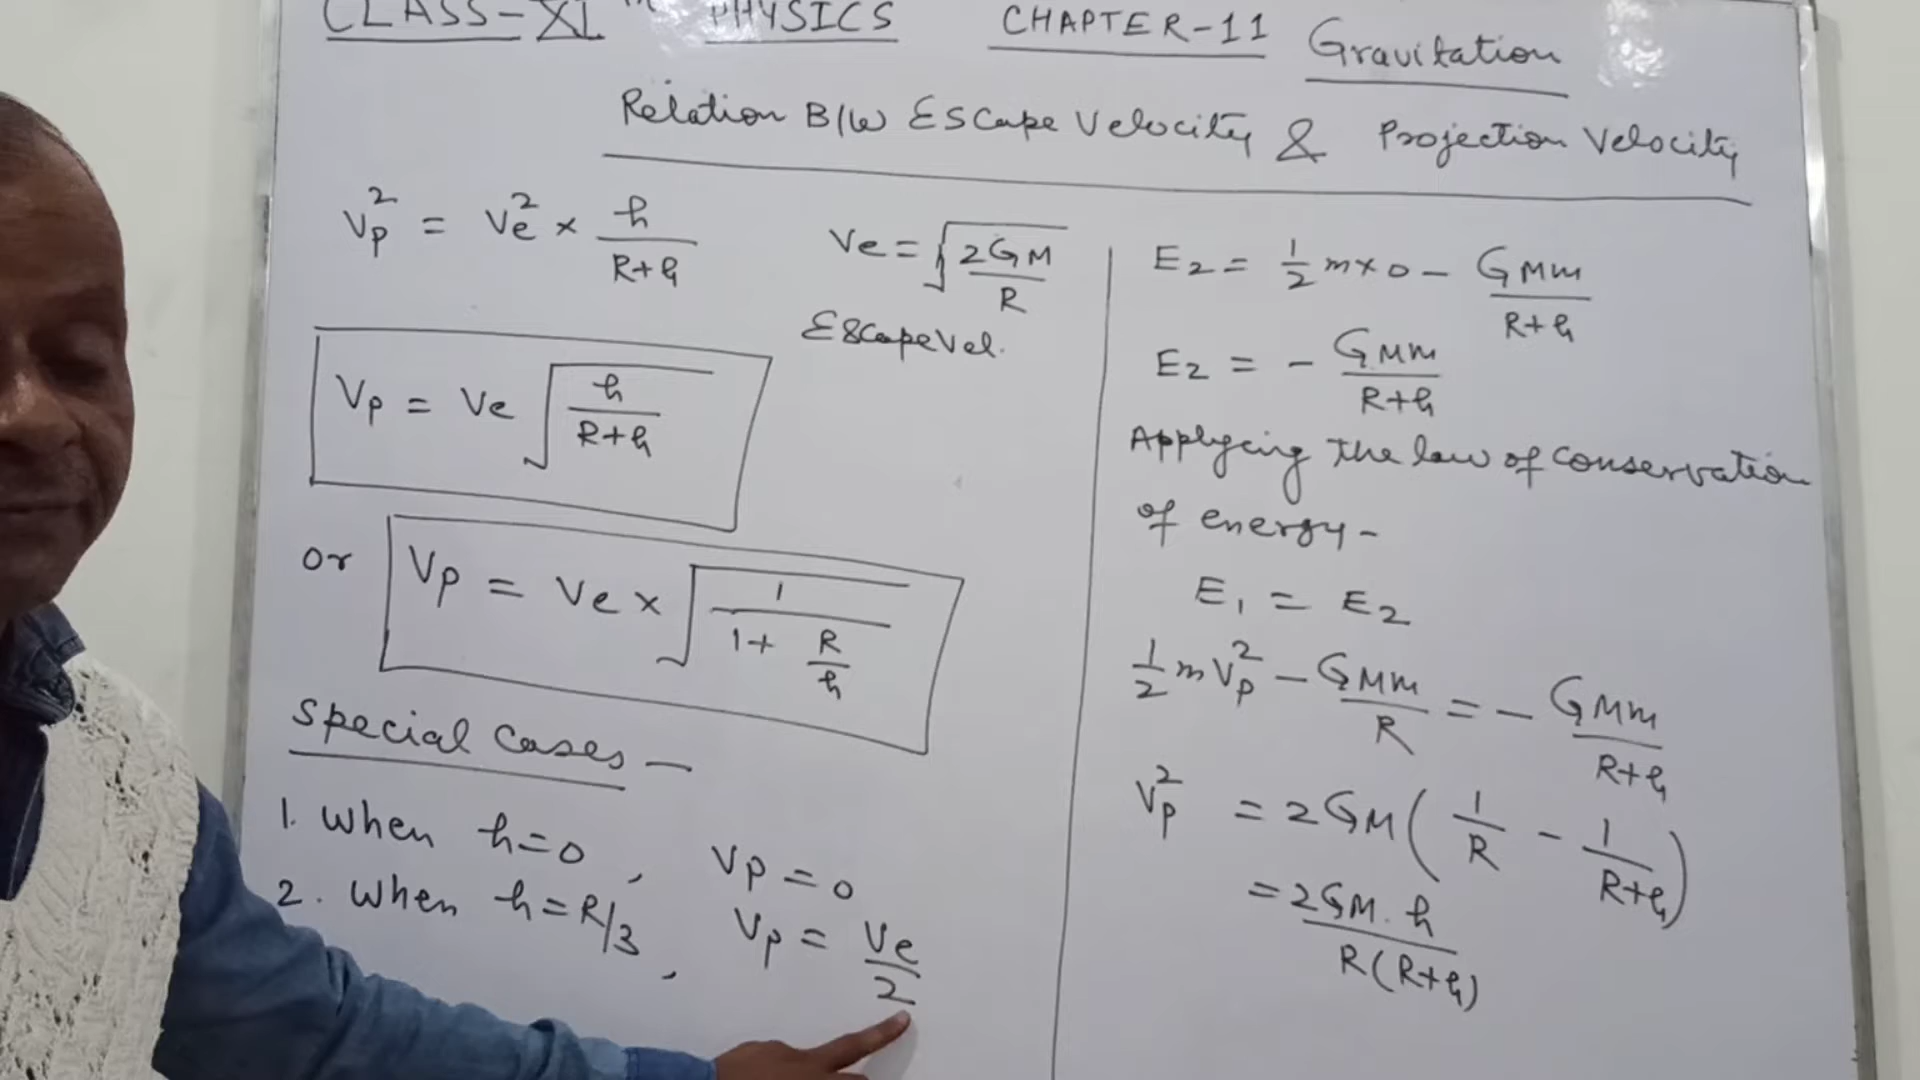 CLASS-XI th PHYSICS CHAPTER-11 Gravitation
Relation B/w Escape Velocity & Projection Velocity
Vp² = Ve² × h/(R+h)
Ve = √(2GM/R)
Escape Vel.
Vp = Ve √(h/(R+h))
or Vp = Ve × √(1/(1+R/h))
Special Cases –
1. When h=0, Vp = 0
2. When h=R/3, Vp = Ve/2
E2 = 1/2 m×0 – GMm/(R+h)
E2 = – GMm/(R+h)
Applycing the law of conservation
of energy –
E1 = E2
1/2 mVp² – GMm/R = – GMm/(R+h)
Vp² = 2GM(1/R – 1/(R+h))
= 2GM.h/R(R+h)